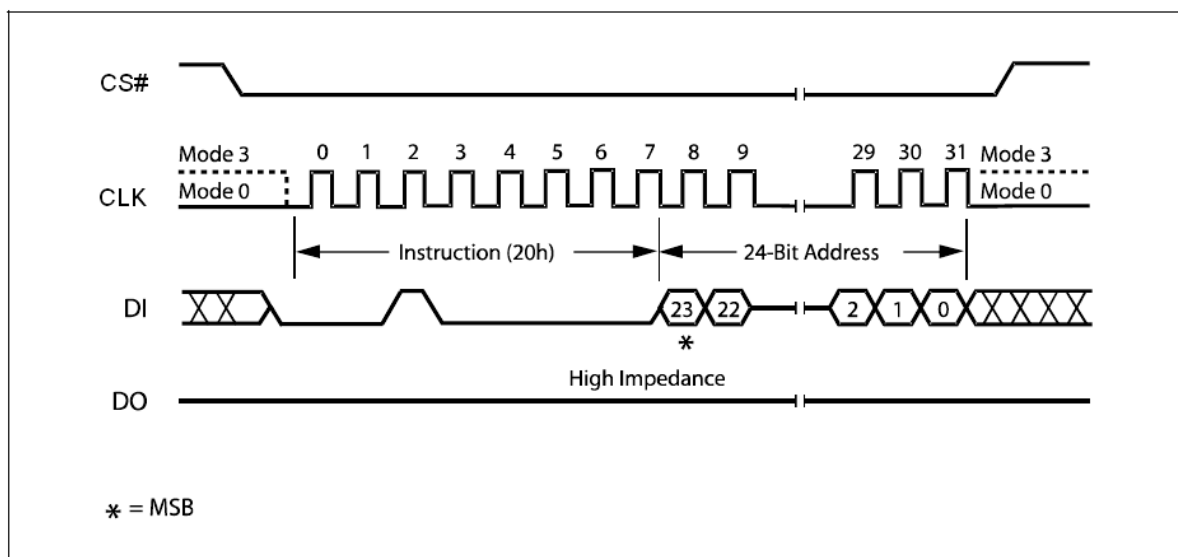 CS#
Mode 3 0 1 2 3 4 5 6 7 8 9 29 30 31 Mode 3
CLK Mode 0 Mode 0
Instruction (20h) 24-Bit Address
DI 23 22 2 1 0
*
High Impedance
DO
* = MSB